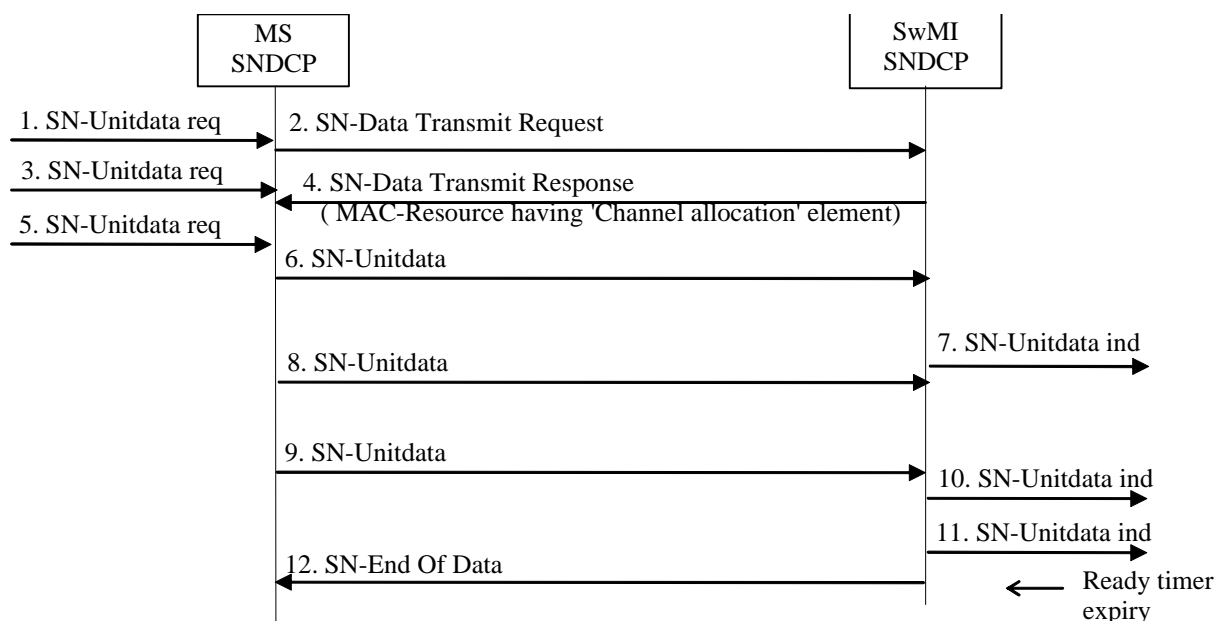 MS
SNDCP
SwMI
SNDCP
1. SN-Unitdata req
2. SN-Data Transmit Request
3. SN-Unitdata req
4. SN-Data Transmit Response
( MAC-Resource having 'Channel allocation' element)
5. SN-Unitdata req
6. SN-Unitdata
7. SN-Unitdata ind
8. SN-Unitdata
9. SN-Unitdata
10. SN-Unitdata ind
11. SN-Unitdata ind
12. SN-End Of Data
Ready timer
expiry